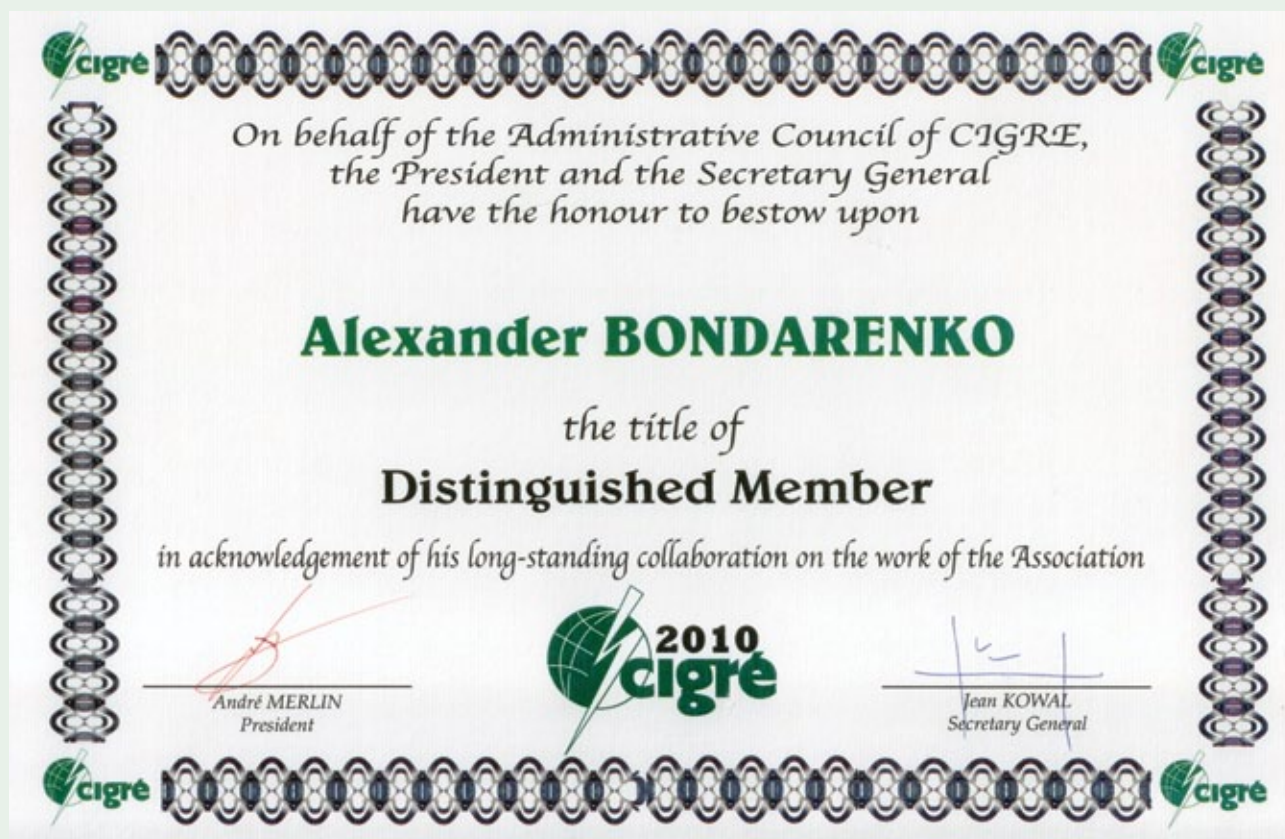 cigré
cigré
On behalf of the Administrative Council of CIGRE,
the President and the Secretary General
have the honour to bestow upon
Alexander BONDARENKO
the title of
Distinguished Member
in acknowledgement of his long-standing collaboration on the work of the Association
2010
cigré
André MERLIN
President
Jean KOWAL
Secretary General
cigré
cigré